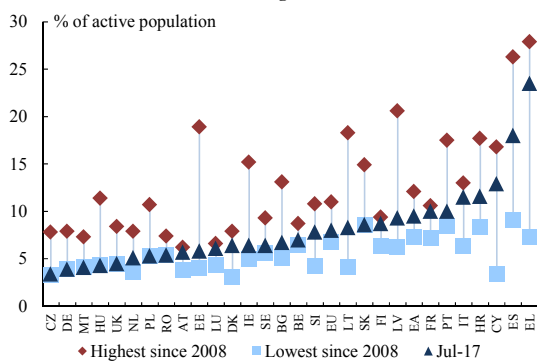 % of active population
30
25
20
15
10
5
0
CZ DE MT HU UK NL PL RO AT EE LU DK IE SE BG BE SI EU LT SK FI LV EA FR PT IT HR CY ES EL
Highest since 2008 Lowest since 2008 Jul-17